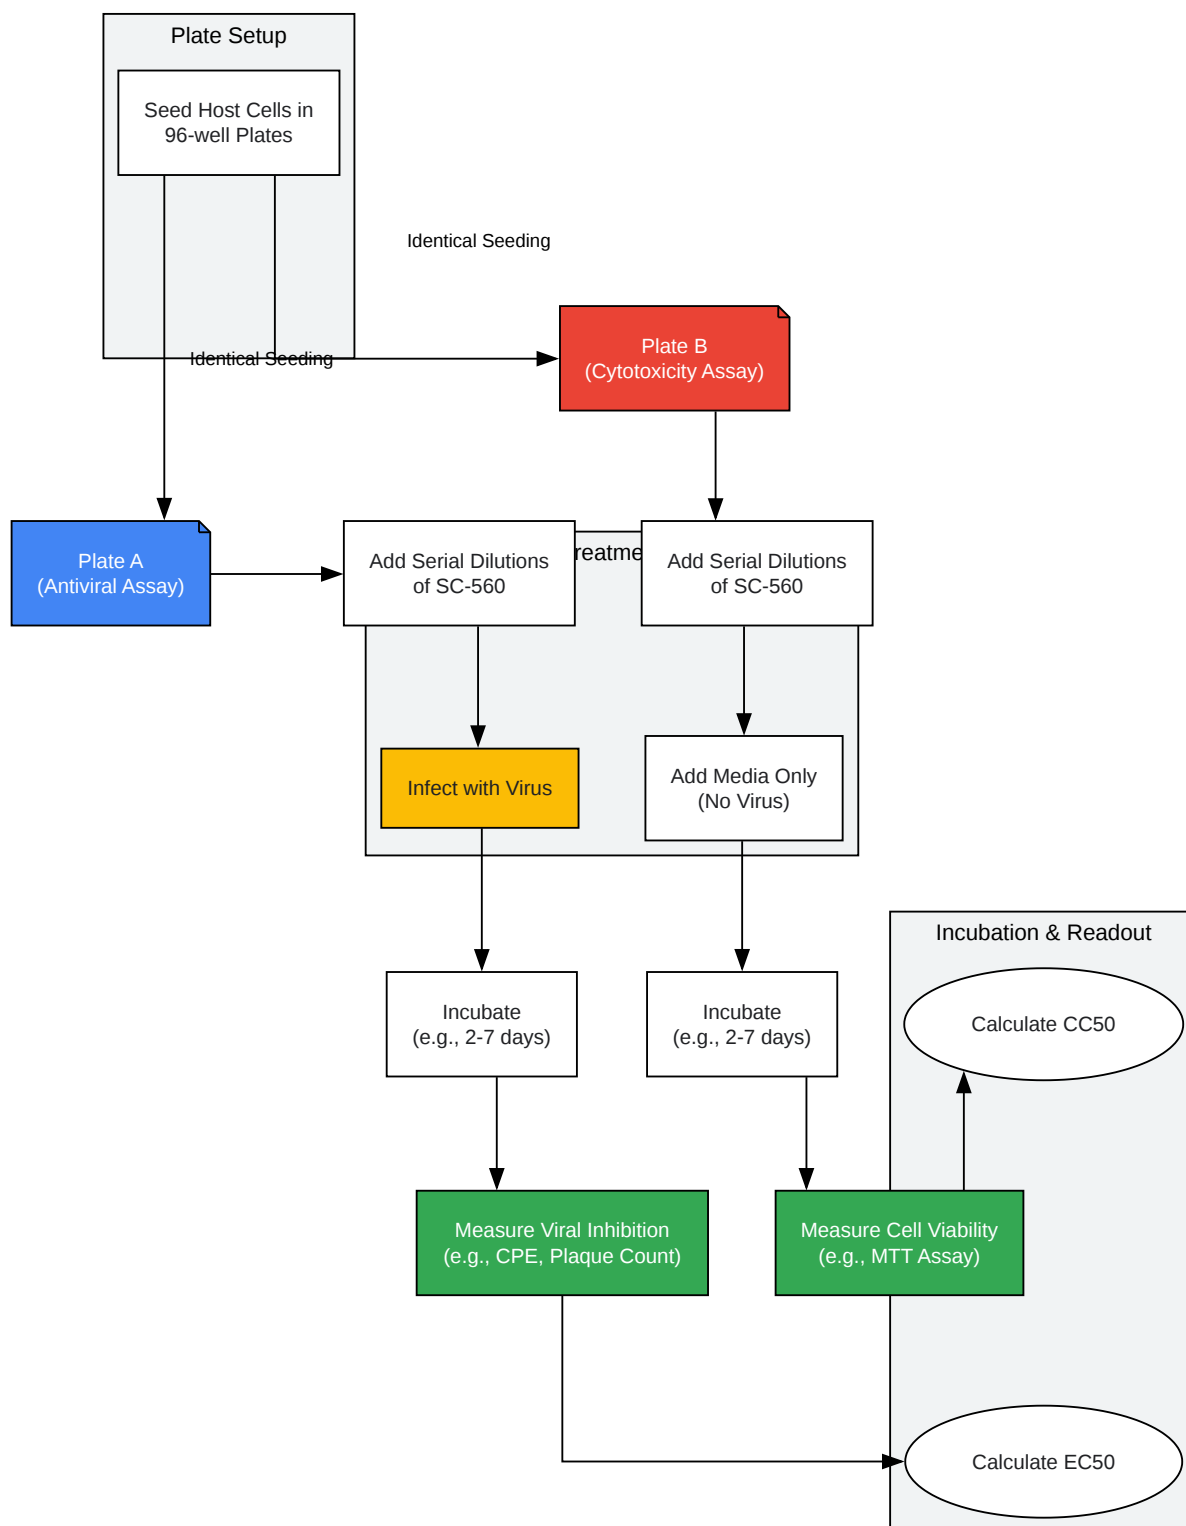 Plate Setup
Seed Host Cells in
96-well Plates
Identical Seeding
Identical Seeding
Plate B
(Cytotoxicity Assay)
Plate A
(Antiviral Assay)
Add Serial Dilutions
of SC-560
Add Serial Dilutions
of SC-560
Infect with Virus
Add Media Only
(No Virus)
Incubate
(e.g., 2-7 days)
Incubate
(e.g., 2-7 days)
Incubation & Readout
Calculate CC50
Measure Viral Inhibition
(e.g., CPE, Plaque Count)
Measure Cell Viability
(e.g., MTT Assay)
Calculate EC50